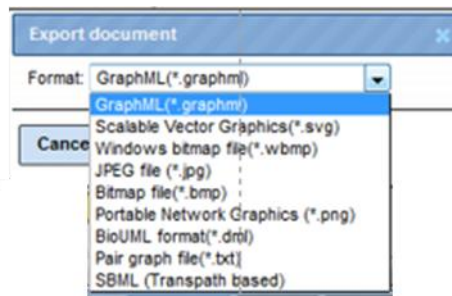 Export document
Format: GraphML(*.graphml)
GraphML(*.graphml)
Scalable Vector Graphics(*.svg)
Cance
Windows bitmap file(*.wbmp)
JPEG file (*.jpg)
Bitmap file(*.bmp)
Portable Network Graphics (*.png)
BioUML format(*.dml)
Pair graph file(*.txt)
SBML (Transpath based)